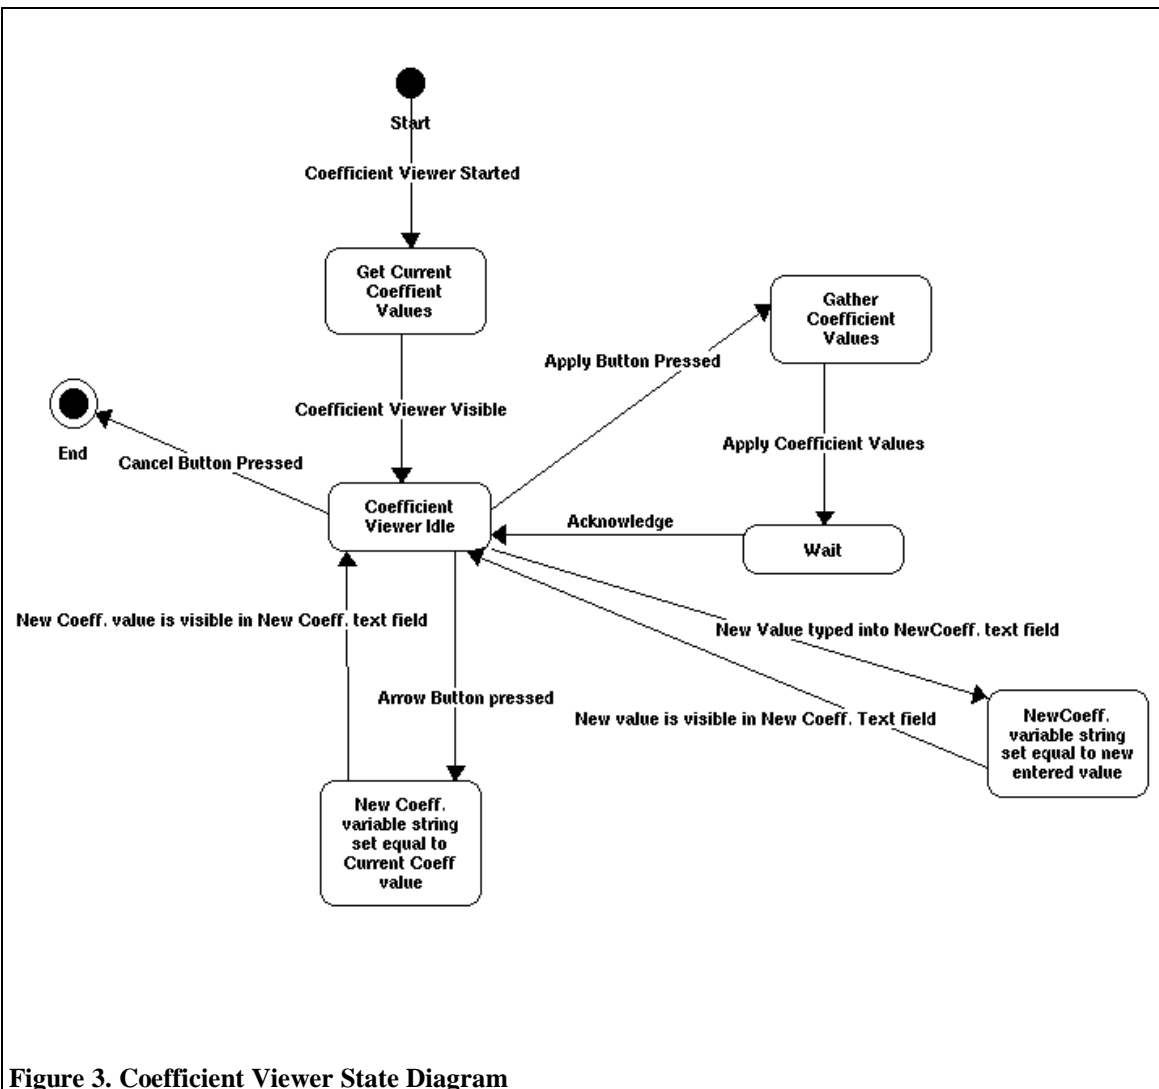 Start
Coefficient Viewer Started
Get Current
Coeffient
Values
Gather
Coefficient
Values
Apply Button Pressed
Coefficient Viewer Visible
End
Cancel Button Pressed
Apply Coefficient Values
Coefficient
Viewer Idle
Acknowledge
Wait
New Coeff. value is visible in New Coeff. text field
New Value typed into NewCoeff. text field
Arrow Button pressed
New value is visible in New Coeff. Text field
NewCoeff.
variable string
set equal to new
entered value
New Coeff.
variable string
set equal to
Current Coeff
value
Figure 3. Coefficient Viewer State Diagram